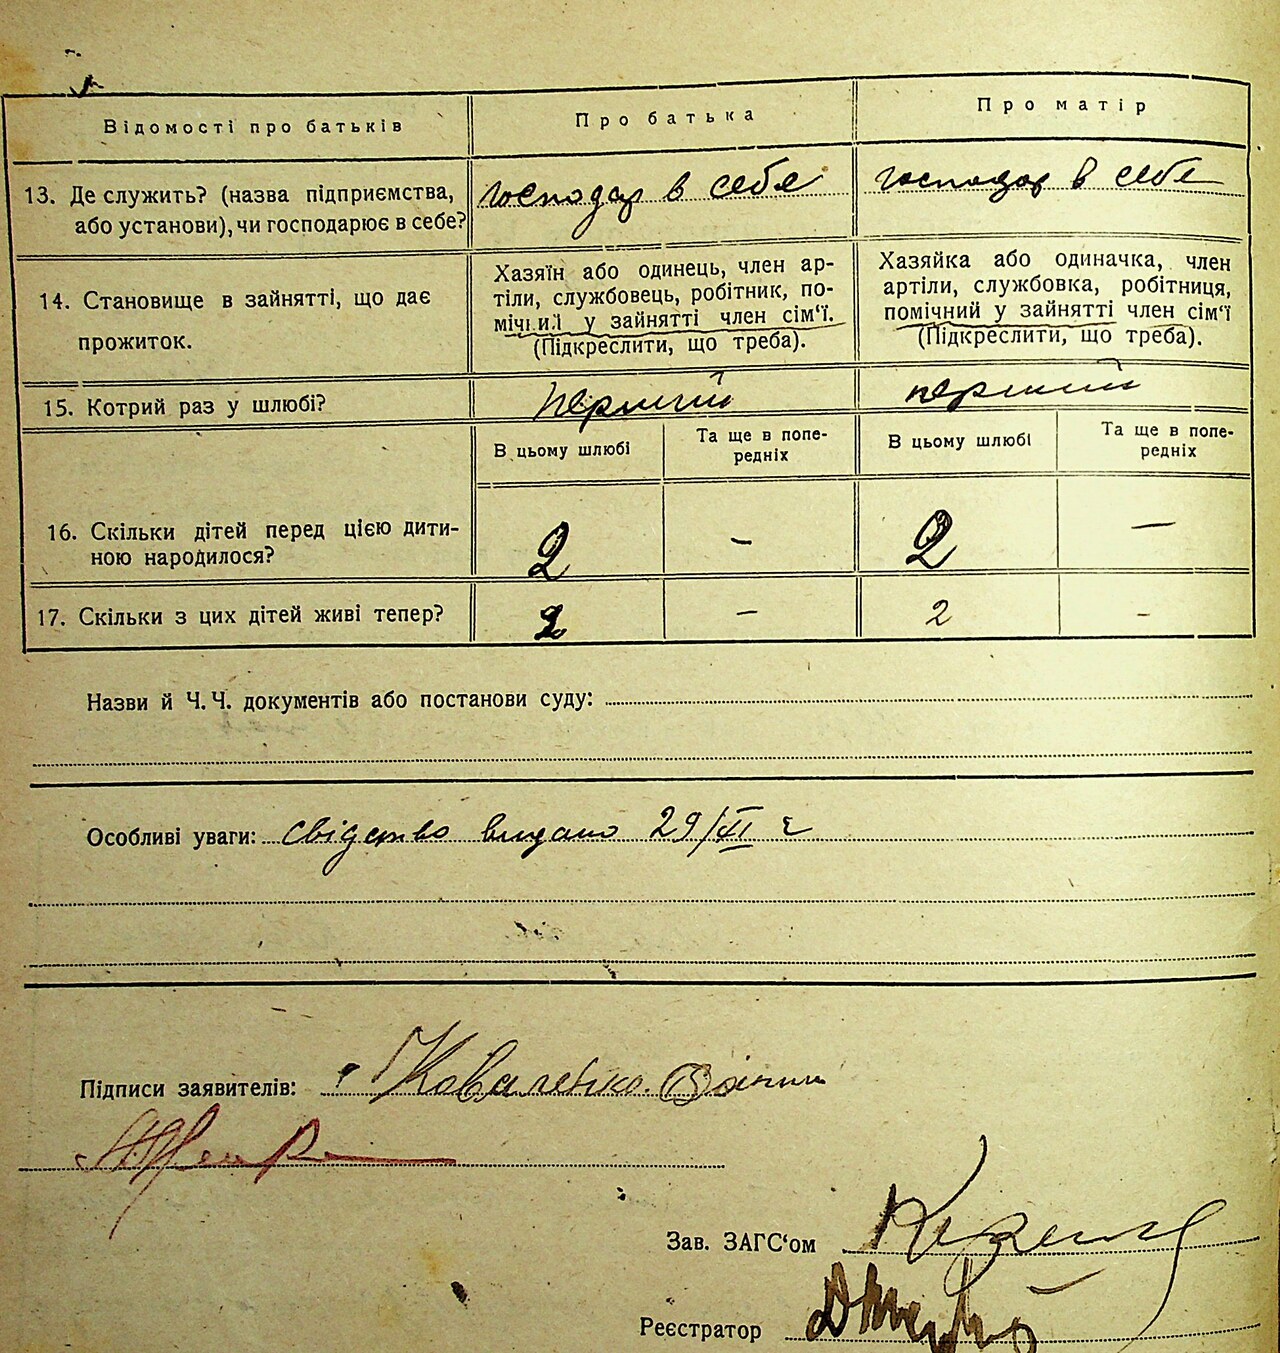 Відомості про батьків Про батька Про матір
13. Де служить? (назва підприємства, або установи), чи господарює в себе? господар в себе господар в себе
14. Становище в зайнятті, що дає прожиток.
Хазяїн або одинець, член ар-
тіли, службовець, робітник, по-
мічний у зайнятті член сім'ї.
(Підкреслити, що треба).
Хазяйка або одиначка, член
артіли, службовка, робітниця,
помічний у зайнятті член сім'ї
(Підкреслити, що треба).
15. Котрий раз у шлюбі? перший перший
В цьому шлюбі Та ще в попе-
редніх В цьому шлюбі Та ще в попе-
редніх
16. Скільки дітей перед цією дити-
ною народилося? 2 – 2 –
17. Скільки з цих дітей живі тепер? 2 – 2 -
Назви й Ч. Ч. документів або постанови суду:
Особливі уваги: свідство видано 29/XI г
Підписи заявителів: Коваленко
Зав. ЗАГС'ом
Реєстратор